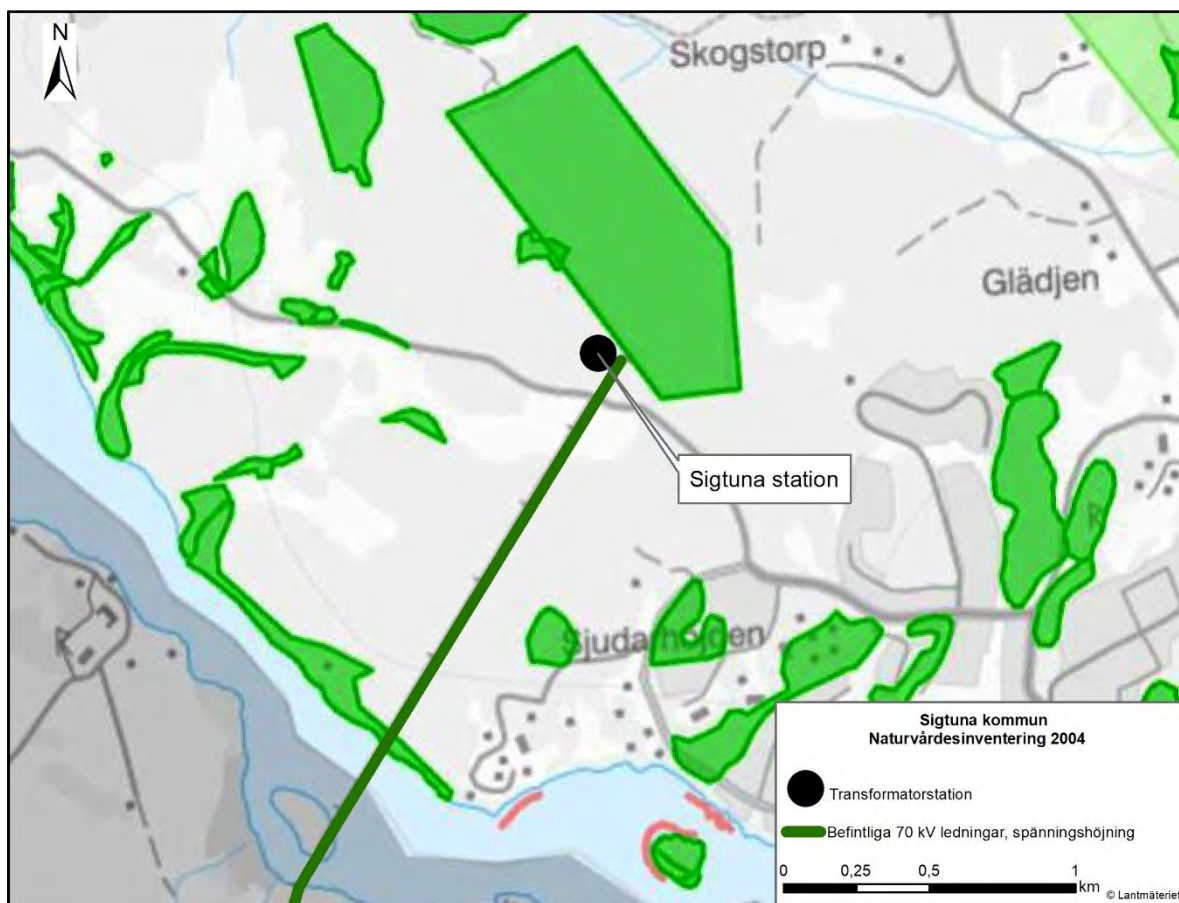 N
Skogstorp
Glädjen
Sigtuna station
Sjudarhöjden
Sigtuna kommun
Naturvärdesinventering 2004
Transformatorstation
Befintliga 70 kV ledningar, spänningshöjning
0 0,25 0,5 1
km
© Lantmäteriet